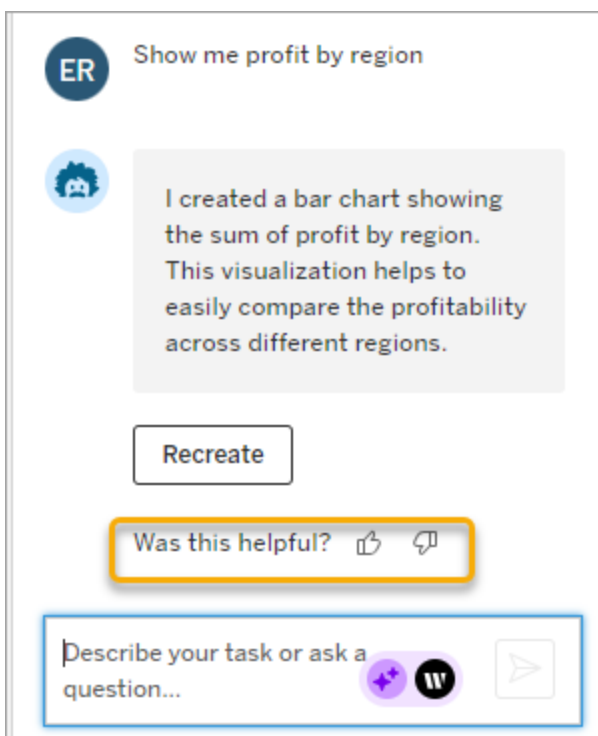 ER
Show me profit by region
I created a bar chart showing
the sum of profit by region.
This visualization helps to
easily compare the profitability
across different regions.
Recreate
Was this helpful?
Describe your task or ask a
question...
W